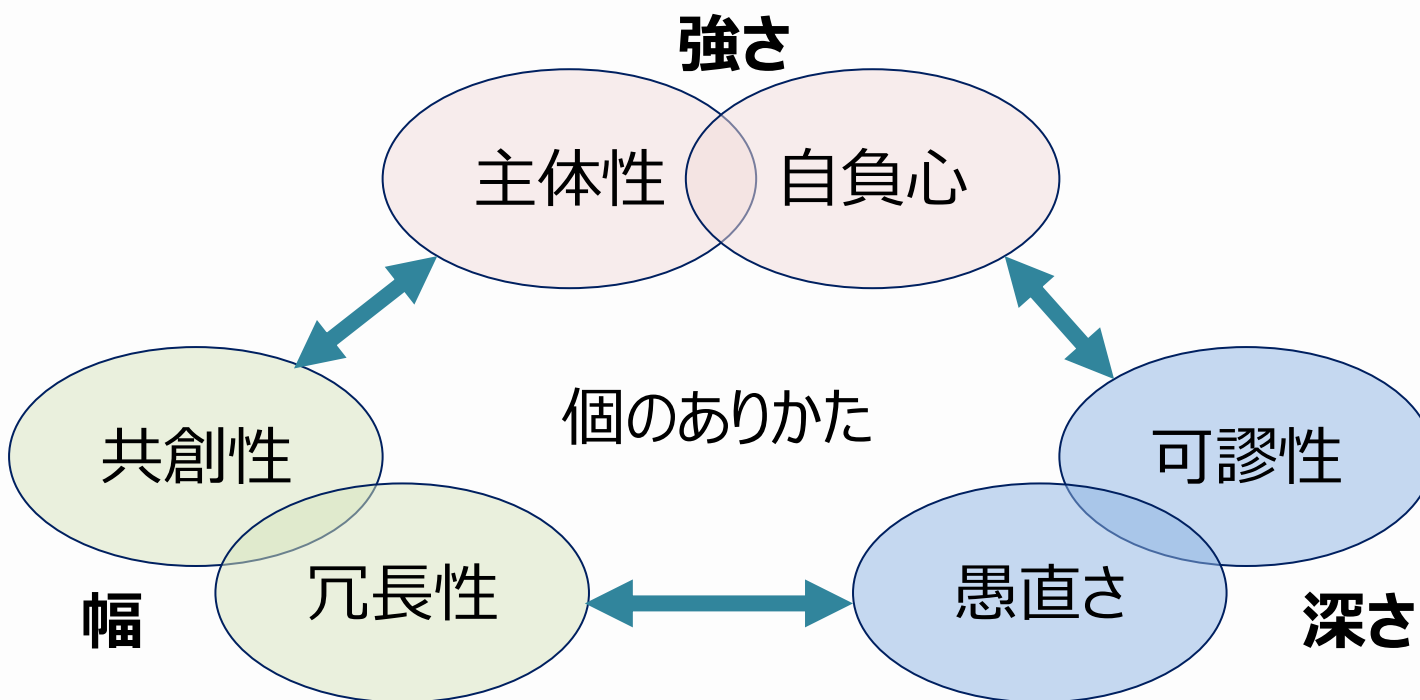 強さ
主体性
自負心
個のありかた
共創性
可謬性
冗長性
愚直さ
幅
深さ